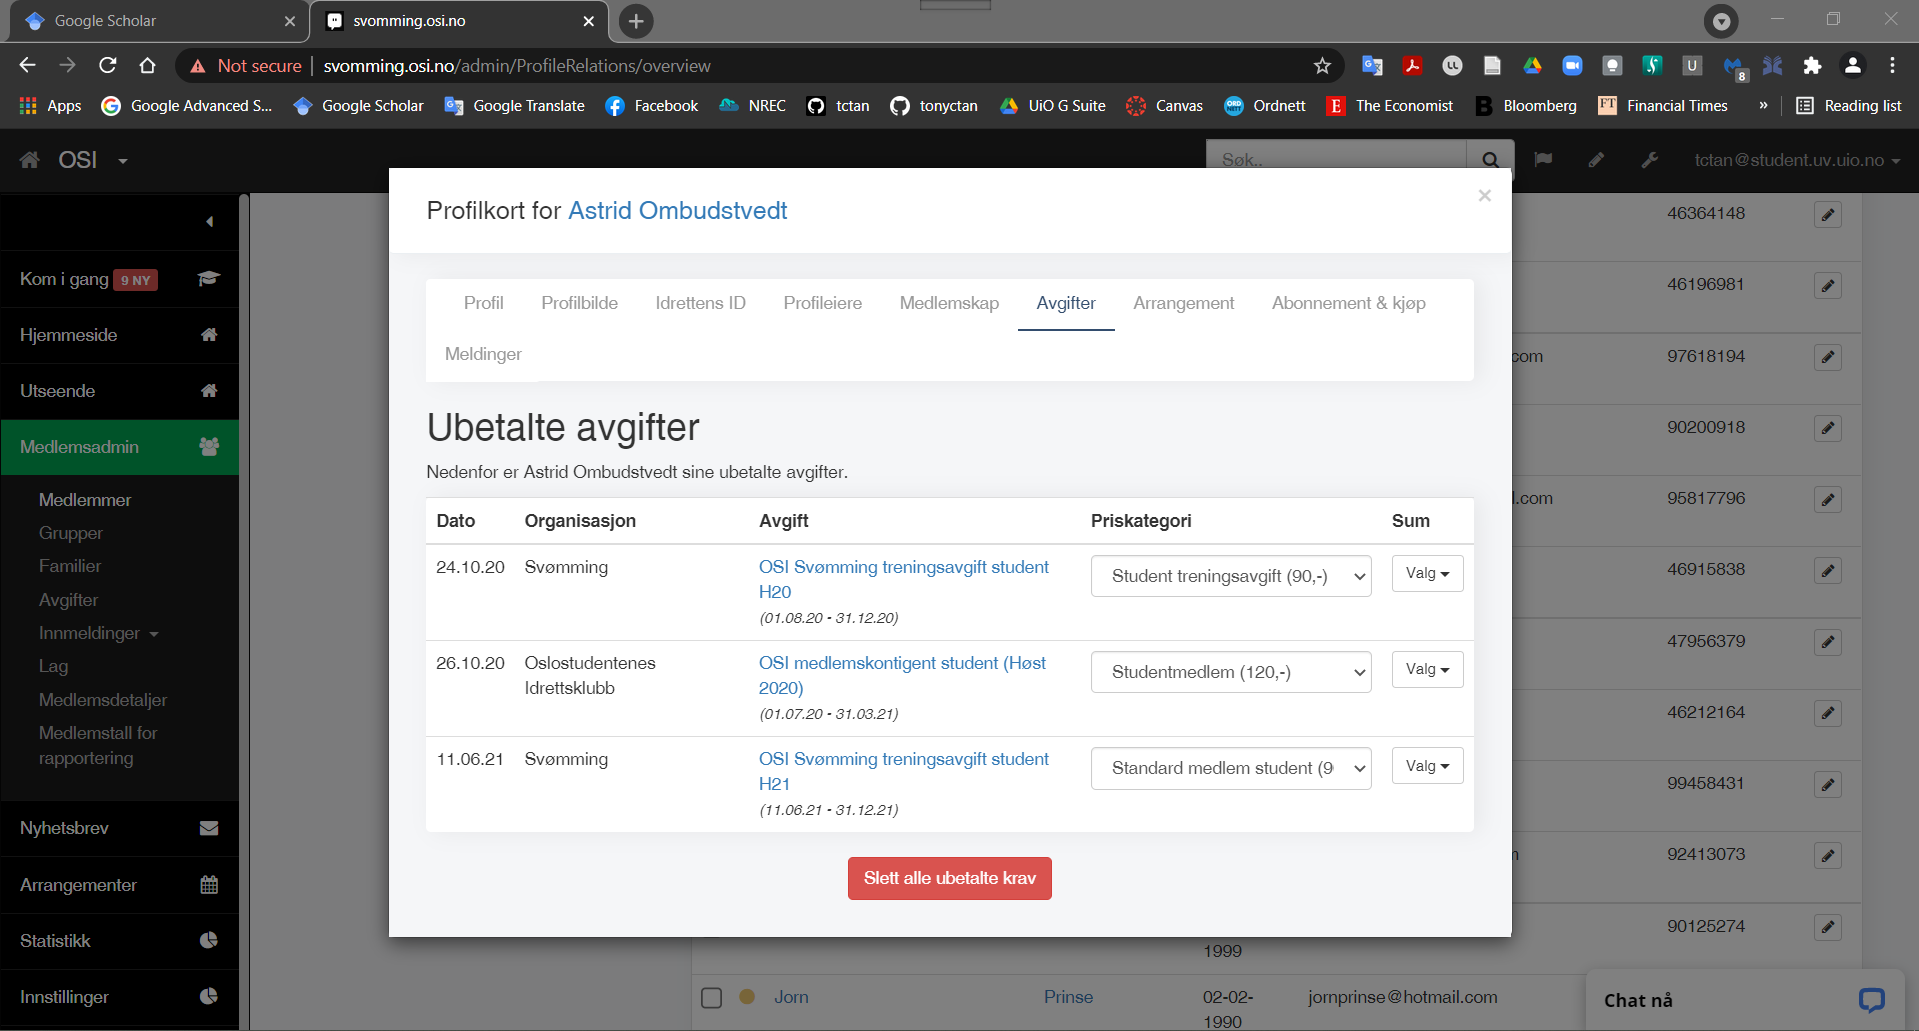 Google Scholar
svomming.osi.no
Not secure
svomming.osi.no/admin/ProfileRelations/overview
8
Apps
Google Advanced S...
Google Scholar
Google Translate
Facebook
NREC
tctan
tonyctan
UiO G Suite
Canvas
Ordnett
The Economist
Bloomberg
Financial Times
»
Reading list
OSI
Søk..
tctan@student.uv.uio.no
Kom i gang 9 NY
Hjemmeside
Utseende
Medlemsadmin
Medlemmer
Grupper
Familier
Avgifter
Innmeldinger
Lag
Medlemsdetaljer
Medlemstall for
rapportering
Nyhetsbrev
Arrangementer
Statistikk
Innstillinger
Profilkort for Astrid Ombudstvedt
×
Profil
Profilbilde
Idrettens ID
Profileiere
Medlemskap
Avgifter
Arrangement
Abonnement & kjøp
Meldinger
Ubetalte avgifter
Nedenfor er Astrid Ombudstvedt sine ubetalte avgifter.
Dato Organisasjon Avgift Priskategori Sum
24.10.20 Svømming OSI Svømming treningsavgift student Student treningsavgift (90,-) Valg
H20
(01.08.20 - 31.12.20)
26.10.20 Oslostudentenes OSI medlemskontigent student (Høst Studentmedlem (120,-) Valg
Idrettsklubb 2020)
(01.07.20 - 31.03.21)
11.06.21 Svømming OSI Svømming treningsavgift student Standard medlem student (9 Valg
H21
(11.06.21 - 31.12.21)
Slett alle ubetalte krav
46364148
46196981
com 97618194
90200918
l.com 95817796
46915838
47956379
46212164
99458431
92413073
90125274
1999
Jorn Prinse 02-02- jornprinse@hotmail.com
1990
Chat nå